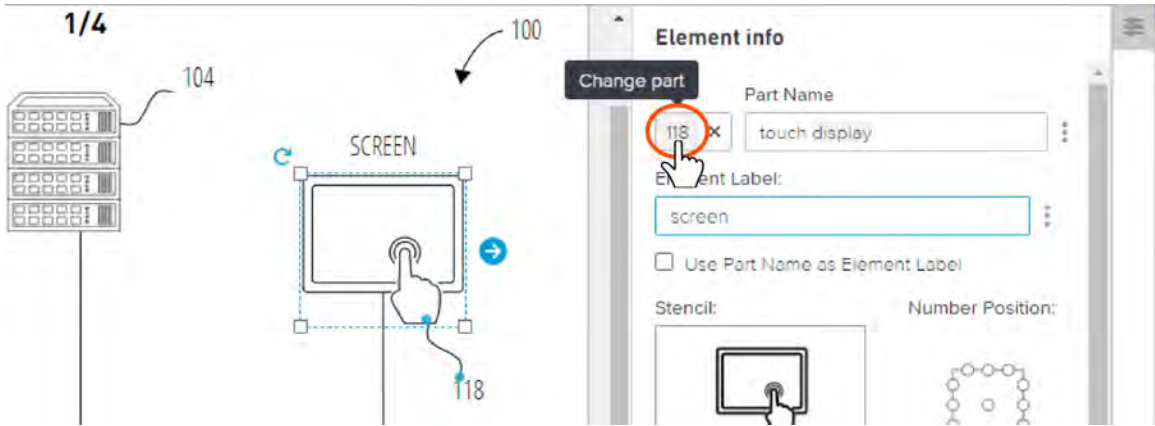 1/4
100
104
SCREEN
118
Element info
Change part
Part Name
118 × touch display
Element Label:
screen
Use Part Name as Element Label
Stencil:
Number Position: